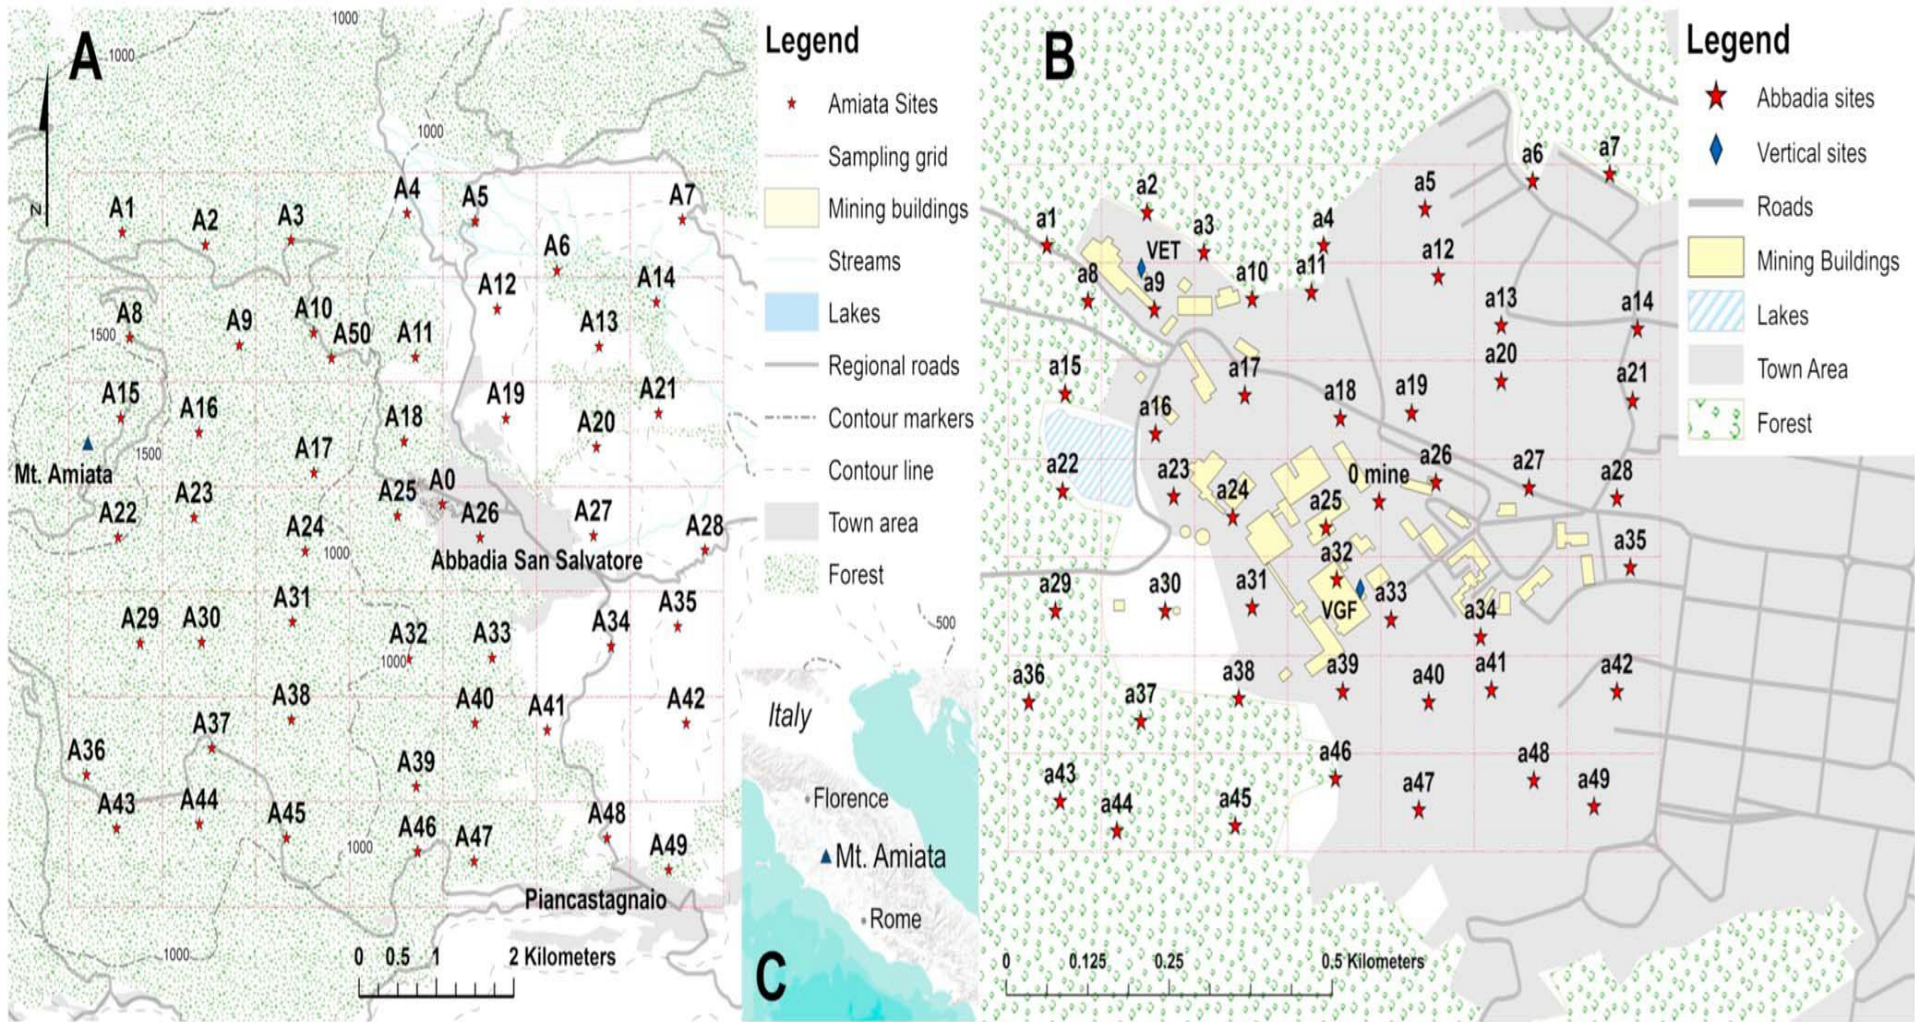 A
1000
1000
1000
N
A1
A2
A3
A4
A5
A6
A7
A8
1500
A9
A10
A50
A11
A12
A13
A14
A15
A16
1500
Mt. Amiata
A17
A18
A19
A20
A21
A22
A23
A24
1000
A25
A0
A26
A27
A28
Abbadia San Salvatore
A29
A30
A31
A32
1000
A33
A34
A35
A36
A37
A38
A39
A40
A41
A42
A43
A44
A45
1000
A46
A47
A48
A49
Piancastagnaio
1000
0 0.5 1 2 Kilometers
Legend
Amiata Sites
Sampling grid
Mining buildings
Streams
Lakes
Regional roads
Contour markers
Contour line
Town area
Forest
500
Italy
Florence
Mt. Amiata
Rome
C
B
a1
a2
a3
a4
a5
a6
a7
VET
a8
a9
a10
a11
a12
a13
a14
a15
a16
a17
a18
a19
a20
a21
a22
a23
a24
a25
0 mine
a26
a27
a28
a29
a30
a31
a32
VGF
a33
a34
a35
a36
a37
a38
a39
a40
a41
a42
a43
a44
a45
a46
a47
a48
a49
0 0.125 0.25 0.5 Kilometers
Legend
Abbadia sites
Vertical sites
Roads
Mining Buildings
Lakes
Town Area
Forest